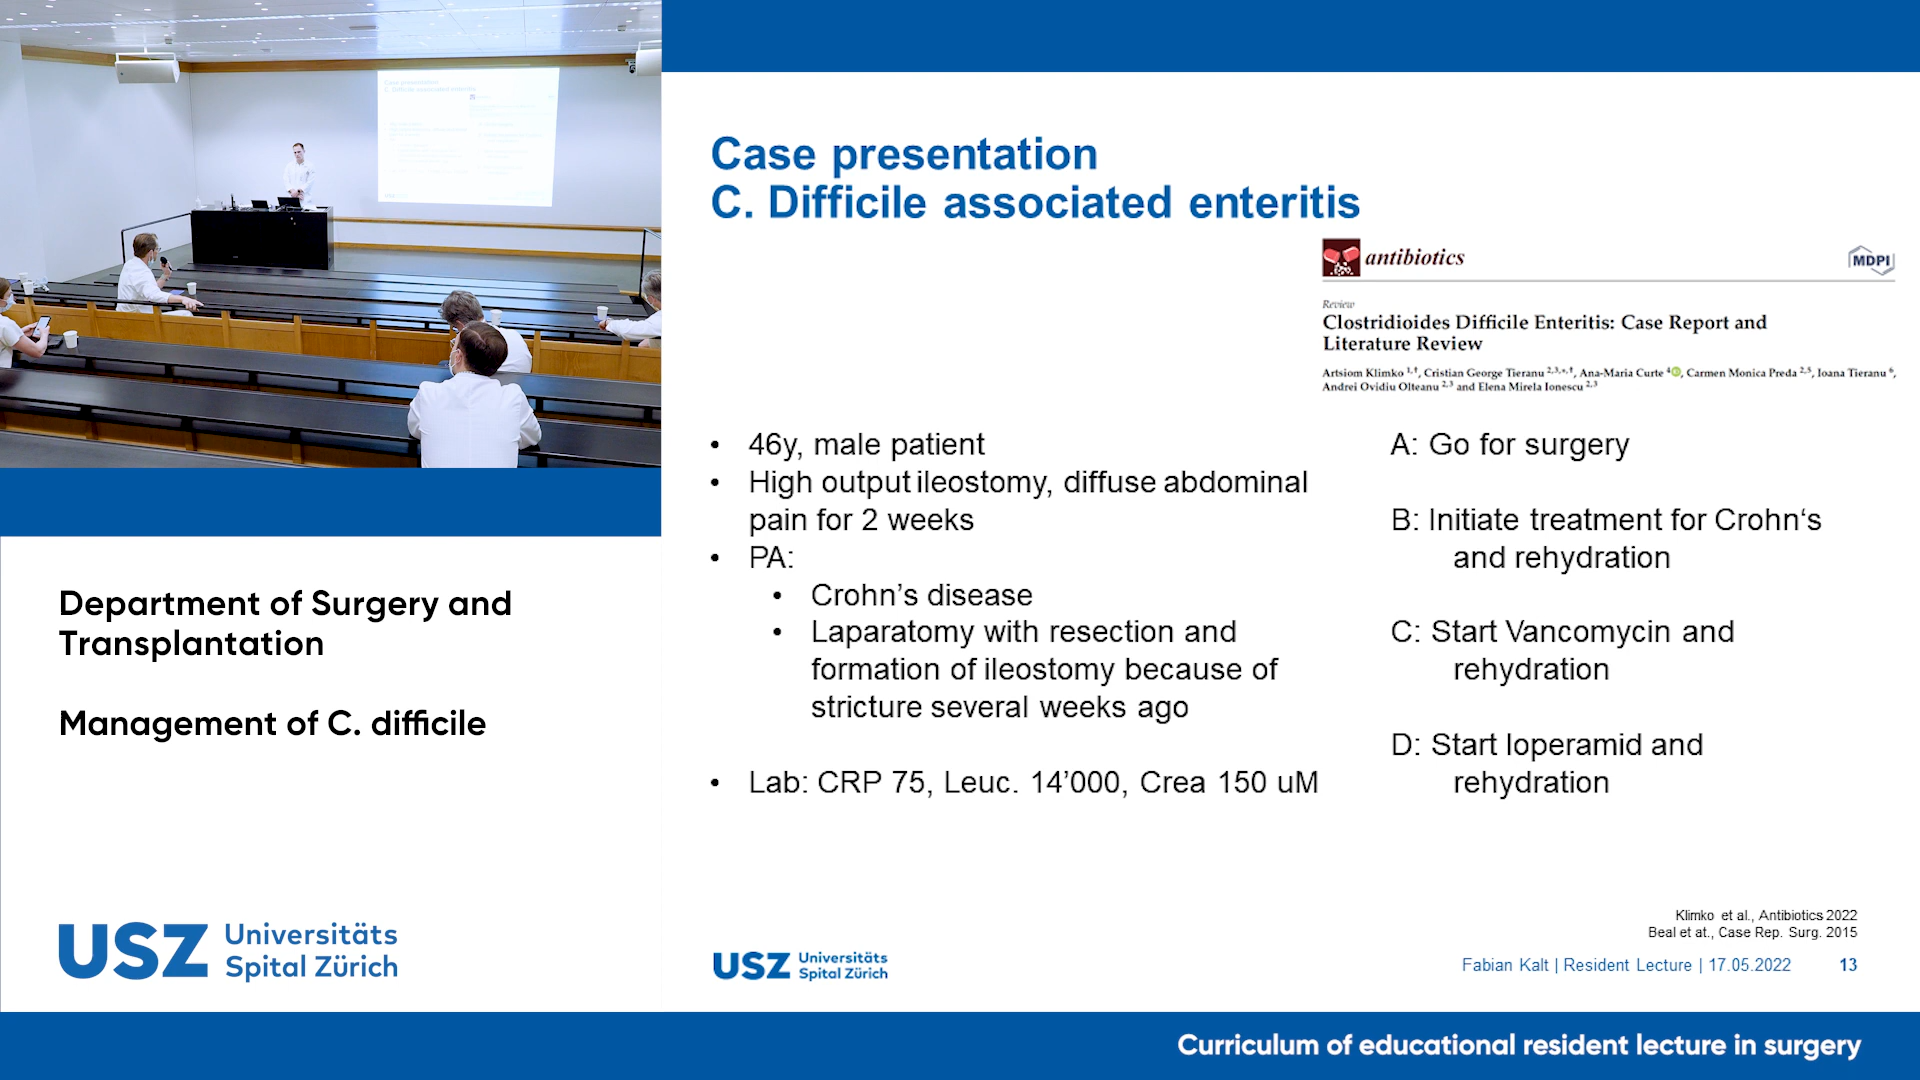 Case presentation
C. Difficile associated enteritis
antibiotics
MDPI
Review
Clostridioides Difficile Enteritis: Case Report and
Literature Review
Artsiom Klimko 1,†, Cristian George Tieranu 2,3,*,†, Ana-Maria Curte 4, Carmen Monica Preda 2,5, Ioana Tieranu 6,
Andrei Ovidiu Olteanu 2,3 and Elena Mirela Ionescu 2,3
• 46y, male patient
• High output ileostomy, diffuse abdominal
pain for 2 weeks
• PA:
• Crohn’s disease
• Laparatomy with resection and
formation of ileostomy because of
stricture several weeks ago
• Lab: CRP 75, Leuc. 14’000, Crea 150 uM
A: Go for surgery
B: Initiate treatment for Crohn‘s
and rehydration
C: Start Vancomycin and
rehydration
D: Start loperamid and
rehydration
Klimko et al., Antibiotics 2022
Beal et at., Case Rep. Surg. 2015
USZ Universitäts
Spital Zürich
Fabian Kalt | Resident Lecture | 17.05.2022 13
Department of Surgery and
Transplantation
Management of C. difficile
USZ Universitäts
Spital Zürich
Curriculum of educational resident lecture in surgery